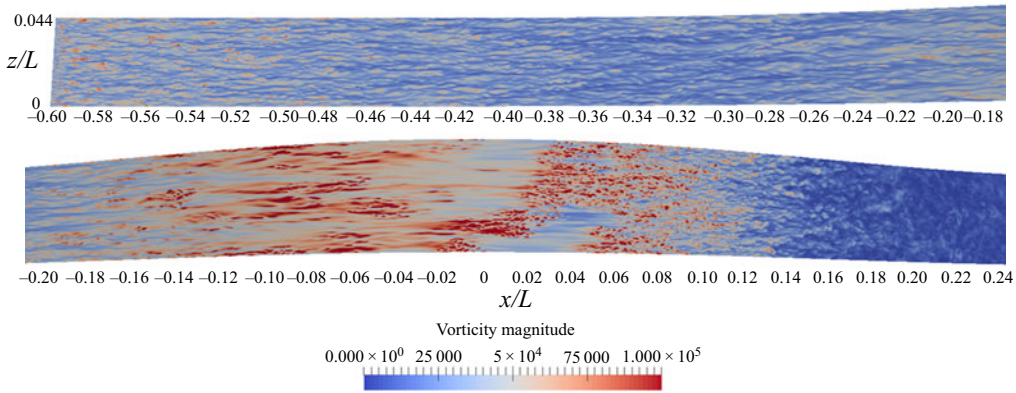 0.044
z/L
0
–0.60 –0.58 –0.56 –0.54 –0.52 –0.50 –0.48 –0.46 –0.44 –0.42 –0.40 –0.38 –0.36 –0.34 –0.32 –0.30 –0.28 –0.26 –0.24 –0.22 –0.20 –0.18
–0.20 –0.18 –0.16 –0.14 –0.12 –0.10 –0.08 –0.06 –0.04 –0.02 0 0.02 0.04 0.06 0.08 0.10 0.12 0.14 0.16 0.18 0.20 0.22 0.24
x/L
Vorticity magnitude
0.000 × 10⁰ 25 000 5 × 10⁴ 75 000 1.000 × 10⁵